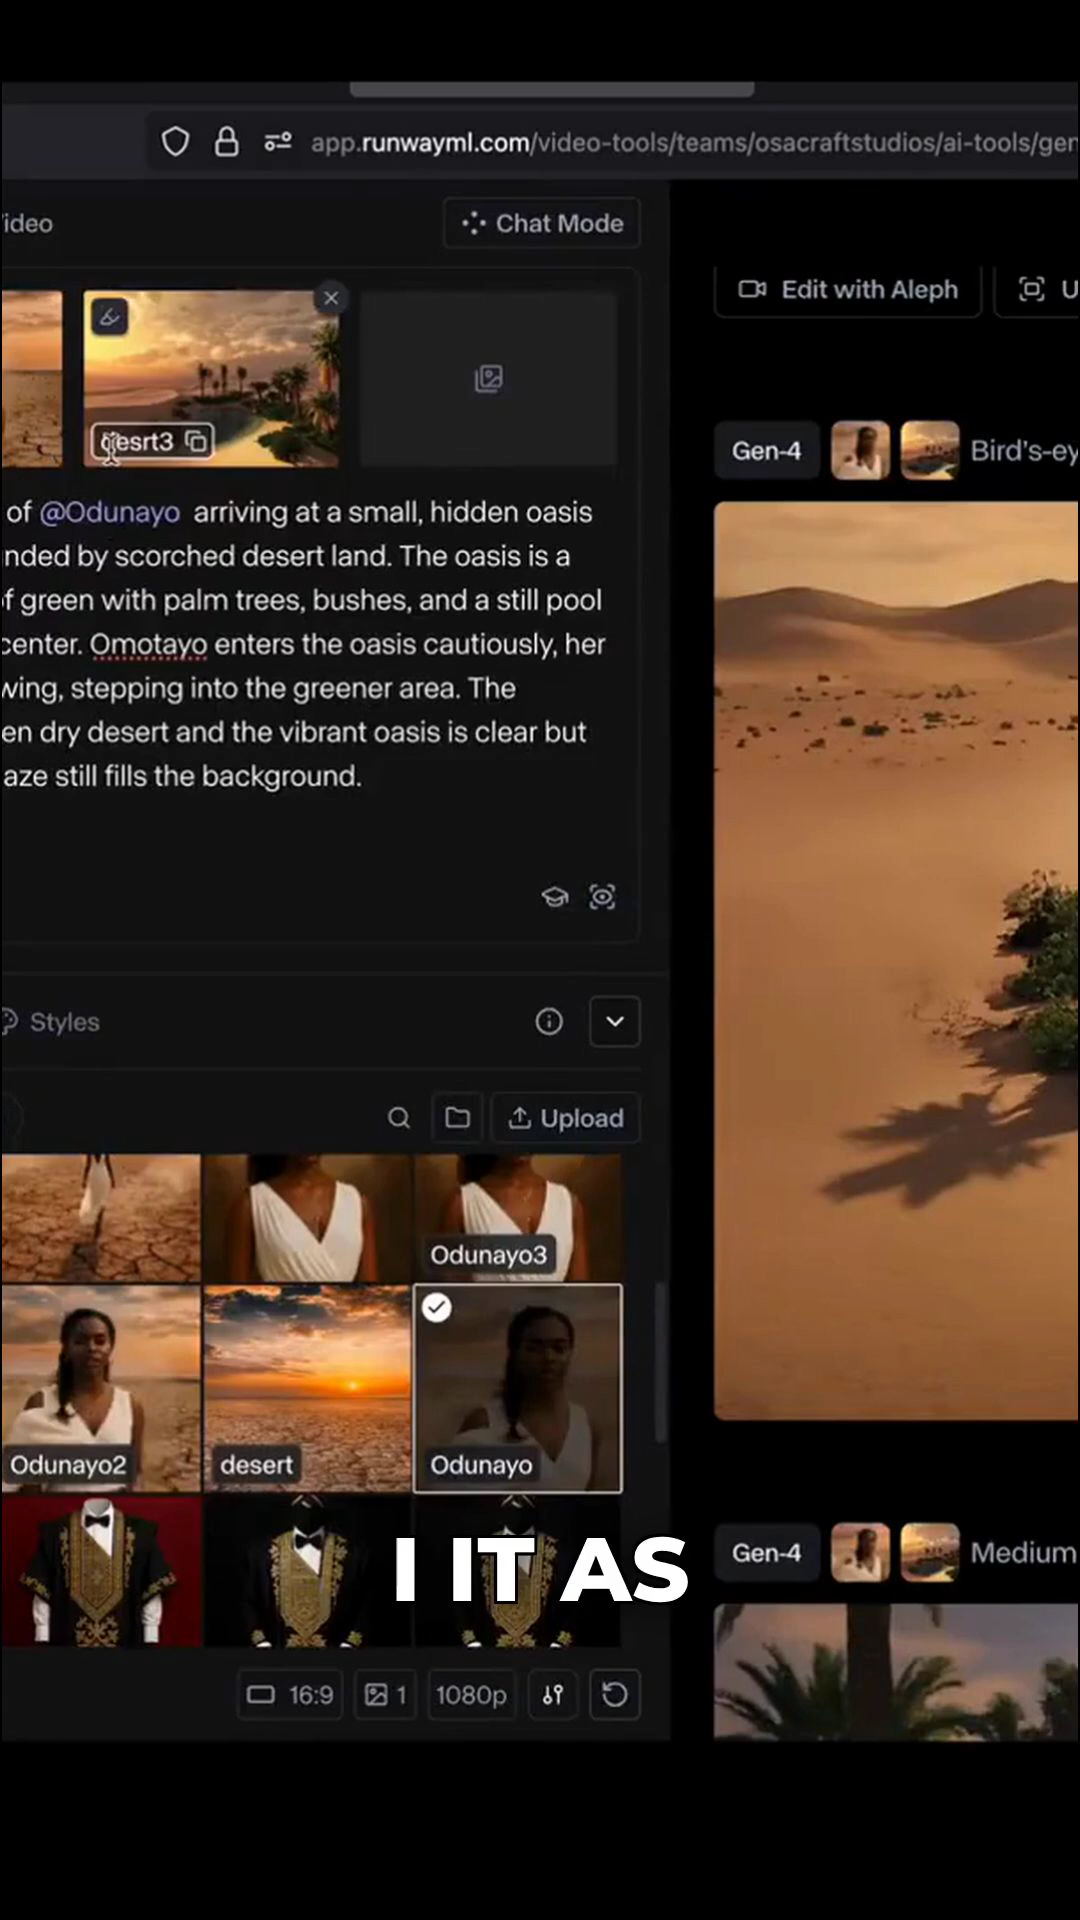 app.runwayml.com/video-tools/teams/osacraftstudios/ai-tools/gen
ideo
Chat Mode
Edit with Aleph
U
desrt3
Gen-4
Bird's-ey
of @Odunayo arriving at a small, hidden oasis
nded by scorched desert land. The oasis is a
f green with palm trees, bushes, and a still pool
center. Omotayo enters the oasis cautiously, her
wing, stepping into the greener area. The
en dry desert and the vibrant oasis is clear but
aze still fills the background.
Styles
Upload
Odunayo3
Odunayo2
desert
Odunayo
I IT AS
Gen-4
Medium
16:9
1
1080p